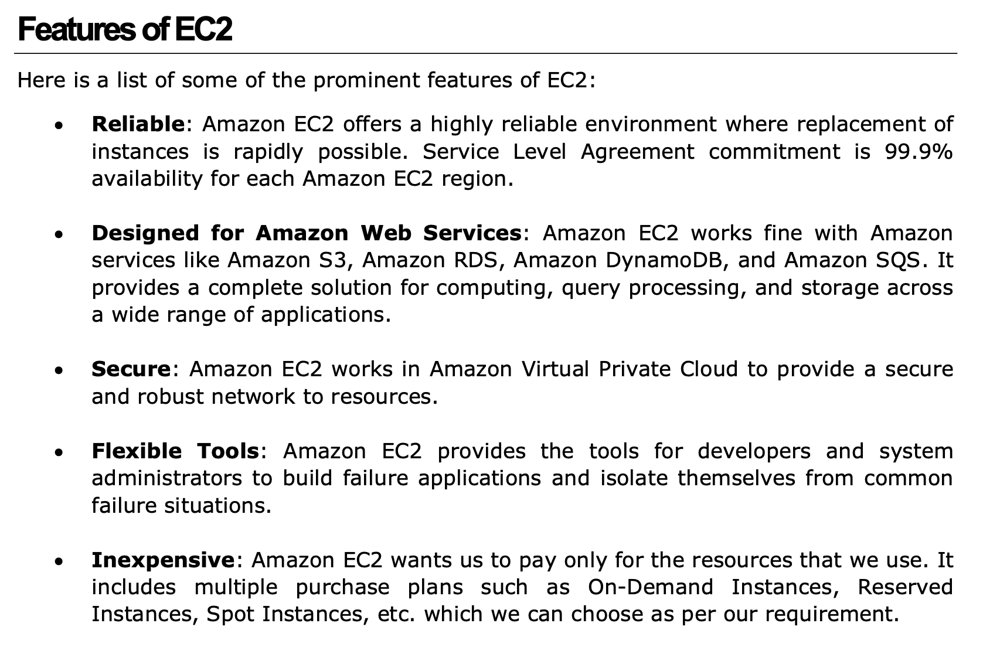 Features of EC2
Here is a list of some of the prominent features of EC2:
• Reliable: Amazon EC2 offers a highly reliable environment where replacement of
instances is rapidly possible. Service Level Agreement commitment is 99.9%
availability for each Amazon EC2 region.
• Designed for Amazon Web Services: Amazon EC2 works fine with Amazon
services like Amazon S3, Amazon RDS, Amazon DynamoDB, and Amazon SQS. It
provides a complete solution for computing, query processing, and storage across
a wide range of applications.
• Secure: Amazon EC2 works in Amazon Virtual Private Cloud to provide a secure
and robust network to resources.
• Flexible Tools: Amazon EC2 provides the tools for developers and system
administrators to build failure applications and isolate themselves from common
failure situations.
• Inexpensive: Amazon EC2 wants us to pay only for the resources that we use. It
includes multiple purchase plans such as On-Demand Instances, Reserved
Instances, Spot Instances, etc. which we can choose as per our requirement.